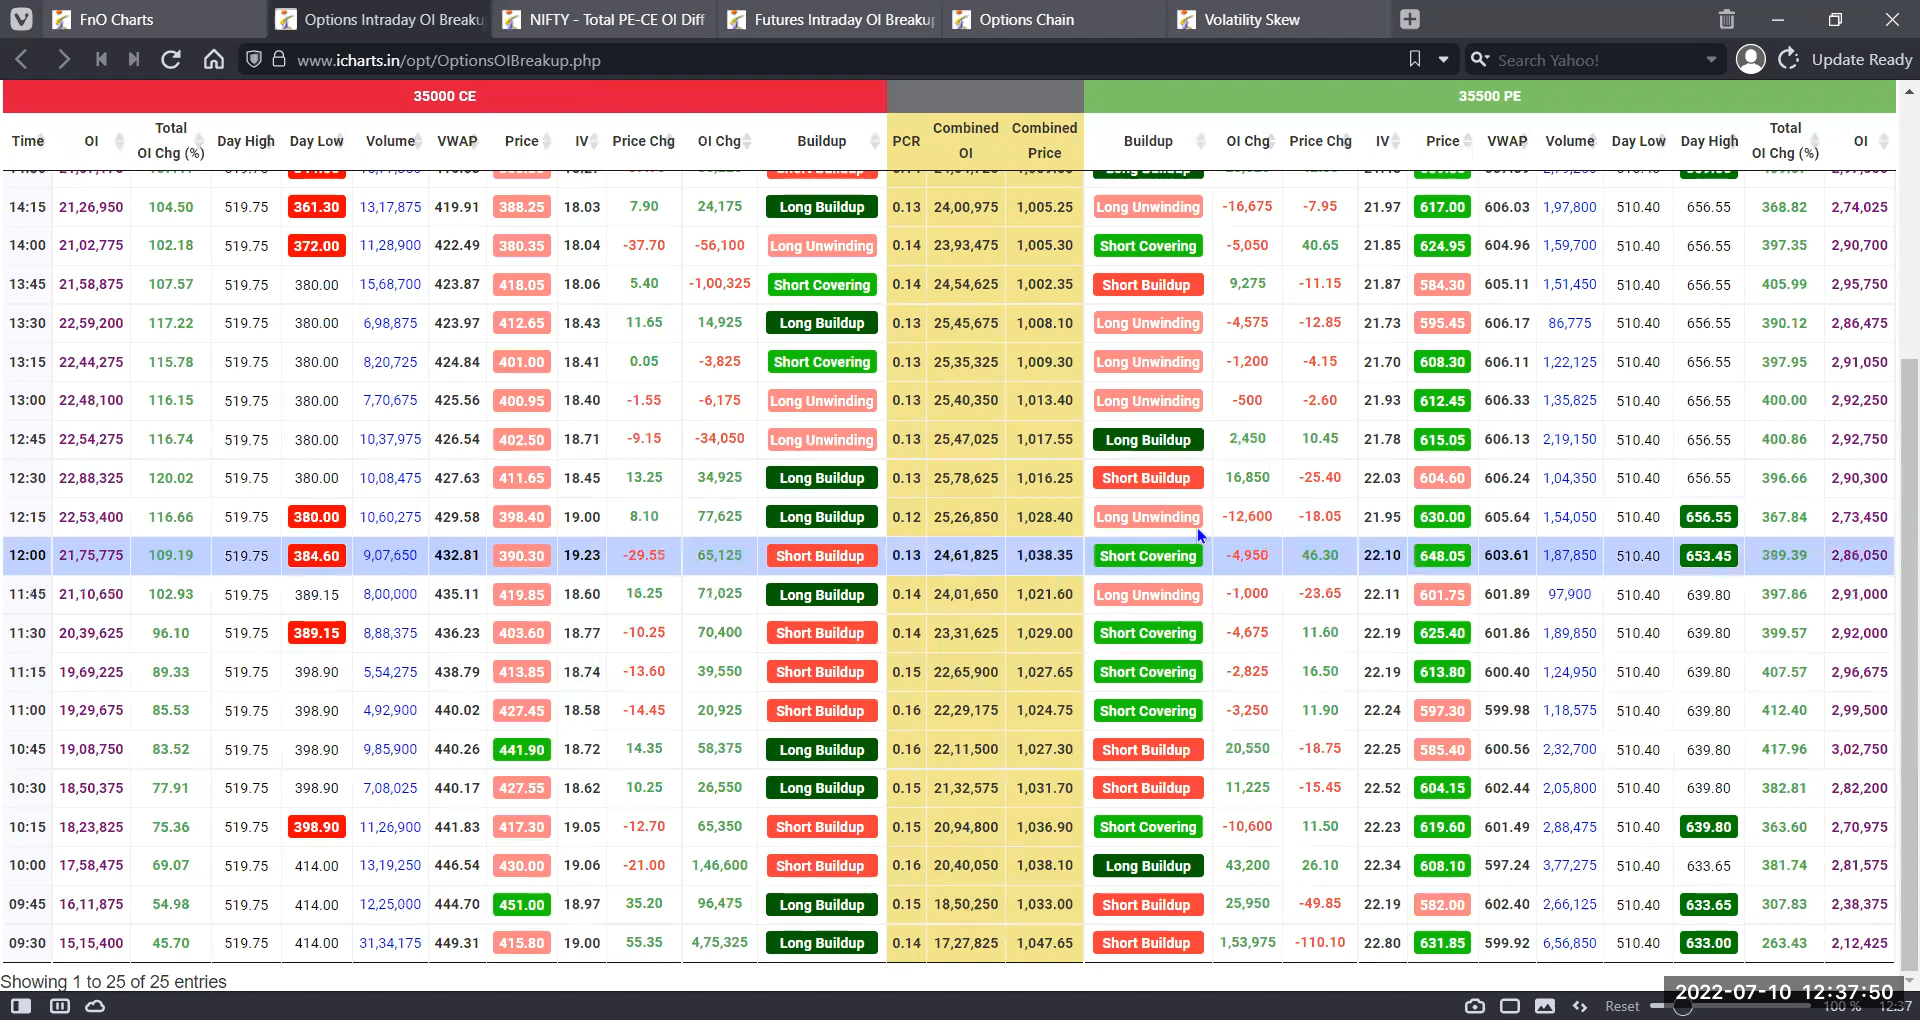 FnO Charts
Options Intraday OI Breaku
NIFTY - Total PE-CE OI Diff
Futures Intraday OI Breaku
Options Chain
Volatility Skew
www.icharts.in/opt/OptionsOIBreakup.php
Search Yahoo!
Update Ready
35000 CE
35500 PE
Time OI Total OI Chg (%) Day High Day Low Volume VWAP Price IV Price Chg OI Chg Buildup PCR Combined OI Combined Price Buildup OI Chg Price Chg IV Price VWAP Volume Day Low Day High Total OI Chg (%) OI
14:15 21,26,950 104.50 519.75 361.30 13,17,875 419.91 388.25 18.03 7.90 24,175 Long Buildup 0.13 24,00,975 1,005.25 Long Unwinding -16,675 -7.95 21.97 617.00 606.03 1,97,800 510.40 656.55 368.82 2,74,025
14:00 21,02,775 102.18 519.75 372.00 11,28,900 422.49 380.35 18.04 -37.70 -56,100 Long Unwinding 0.14 23,93,475 1,005.30 Short Covering -5,050 40.65 21.85 624.95 604.96 1,59,700 510.40 656.55 397.35 2,90,700
13:45 21,58,875 107.57 519.75 380.00 15,68,700 423.87 418.05 18.06 5.40 -1,00,325 Short Covering 0.14 24,54,625 1,002.35 Short Buildup 9,275 -11.15 21.87 584.30 605.11 1,51,450 510.40 656.55 405.99 2,95,750
13:30 22,59,200 117.22 519.75 380.00 6,98,875 423.97 412.65 18.43 11.65 14,925 Long Buildup 0.13 25,45,675 1,008.10 Long Unwinding -4,575 -12.85 21.73 595.45 606.17 86,775 510.40 656.55 390.12 2,86,475
13:15 22,44,275 115.78 519.75 380.00 8,20,725 424.84 401.00 18.41 0.05 -3,825 Short Covering 0.13 25,35,325 1,009.30 Long Unwinding -1,200 -4.15 21.70 608.30 606.11 1,22,125 510.40 656.55 397.95 2,91,050
13:00 22,48,100 116.15 519.75 380.00 7,70,675 425.56 400.95 18.40 -1.55 -6,175 Long Unwinding 0.13 25,40,350 1,013.40 Long Unwinding -500 -2.60 21.93 612.45 606.33 1,35,825 510.40 656.55 400.00 2,92,250
12:45 22,54,275 116.74 519.75 380.00 10,37,975 426.54 402.50 18.71 -9.15 -34,050 Long Unwinding 0.13 25,47,025 1,017.55 Long Buildup 2,450 10.45 21.78 615.05 606.13 2,19,150 510.40 656.55 400.86 2,92,750
12:30 22,88,325 120.02 519.75 380.00 10,08,475 427.63 411.65 18.45 13.25 34,925 Long Buildup 0.13 25,78,625 1,016.25 Short Buildup 16,850 -25.40 22.03 604.60 606.24 1,04,350 510.40 656.55 396.66 2,90,300
12:15 22,53,400 116.66 519.75 380.00 10,60,275 429.58 398.40 19.00 8.10 77,625 Long Buildup 0.12 25,26,850 1,028.40 Long Unwinding -12,600 -18.05 21.95 630.00 605.64 1,54,050 510.40 656.55 367.84 2,73,450
12:00 21,75,775 109.19 519.75 384.60 9,07,650 432.81 390.30 19.23 -29.55 65,125 Short Buildup 0.13 24,61,825 1,038.35 Short Covering -4,950 46.30 22.10 648.05 603.61 1,87,850 510.40 653.45 389.39 2,86,050
11:45 21,10,650 102.93 519.75 389.15 8,00,000 435.11 419.85 18.60 16.25 71,025 Long Buildup 0.14 24,01,650 1,021.60 Long Unwinding -1,000 -23.65 22.11 601.75 601.89 97,900 510.40 639.80 397.86 2,91,000
11:30 20,39,625 96.10 519.75 389.15 8,88,375 436.23 403.60 18.77 -10.25 70,400 Short Buildup 0.14 23,31,625 1,029.00 Short Covering -4,675 11.60 22.19 625.40 601.86 1,89,850 510.40 639.80 399.57 2,92,000
11:15 19,69,225 89.33 519.75 398.90 5,54,275 438.79 413.85 18.74 -13.60 39,550 Short Buildup 0.15 22,65,900 1,027.65 Short Covering -2,825 16.50 22.19 613.80 600.40 1,24,950 510.40 639.80 407.57 2,96,675
11:00 19,29,675 85.53 519.75 398.90 4,92,900 440.02 427.45 18.58 -14.45 20,925 Short Buildup 0.16 22,29,175 1,024.75 Short Covering -3,250 11.90 22.24 597.30 599.98 1,18,575 510.40 639.80 412.40 2,99,500
10:45 19,08,750 83.52 519.75 398.90 9,85,900 440.26 441.90 18.72 14.35 58,375 Long Buildup 0.16 22,11,500 1,027.30 Short Buildup 20,550 -18.75 22.25 585.40 600.56 2,32,700 510.40 639.80 417.96 3,02,750
10:30 18,50,375 77.91 519.75 398.90 7,08,025 440.17 427.55 18.62 10.25 26,550 Long Buildup 0.15 21,32,575 1,031.70 Short Buildup 11,225 -15.45 22.52 604.15 602.44 2,05,800 510.40 639.80 382.81 2,82,200
10:15 18,23,825 75.36 519.75 398.90 11,26,900 441.83 417.30 19.05 -12.70 65,350 Short Buildup 0.15 20,94,800 1,036.90 Short Covering -10,600 11.50 22.23 619.60 601.49 2,88,475 510.40 639.80 363.60 2,70,975
10:00 17,58,475 69.07 519.75 414.00 13,19,250 446.54 430.00 19.06 -21.00 1,46,600 Short Buildup 0.16 20,40,050 1,038.10 Long Buildup 43,200 26.10 22.34 608.10 597.24 3,77,275 510.40 633.65 381.74 2,81,575
09:45 16,11,875 54.98 519.75 414.00 12,25,000 444.70 451.00 18.97 35.20 96,475 Long Buildup 0.15 18,50,250 1,033.00 Short Buildup 25,950 -49.85 22.19 582.00 602.40 2,66,125 510.40 633.65 307.83 2,38,375
09:30 15,15,400 45.70 519.75 414.00 31,34,175 449.31 415.80 19.00 55.35 4,75,325 Long Buildup 0.14 17,27,825 1,047.65 Short Buildup 1,53,975 -110.10 22.80 631.85 599.92 6,56,850 510.40 633.00 263.43 2,12,425
Showing 1 to 25 of 25 entries
2022-07-10 12:37:50
Reset 100 % 12:37